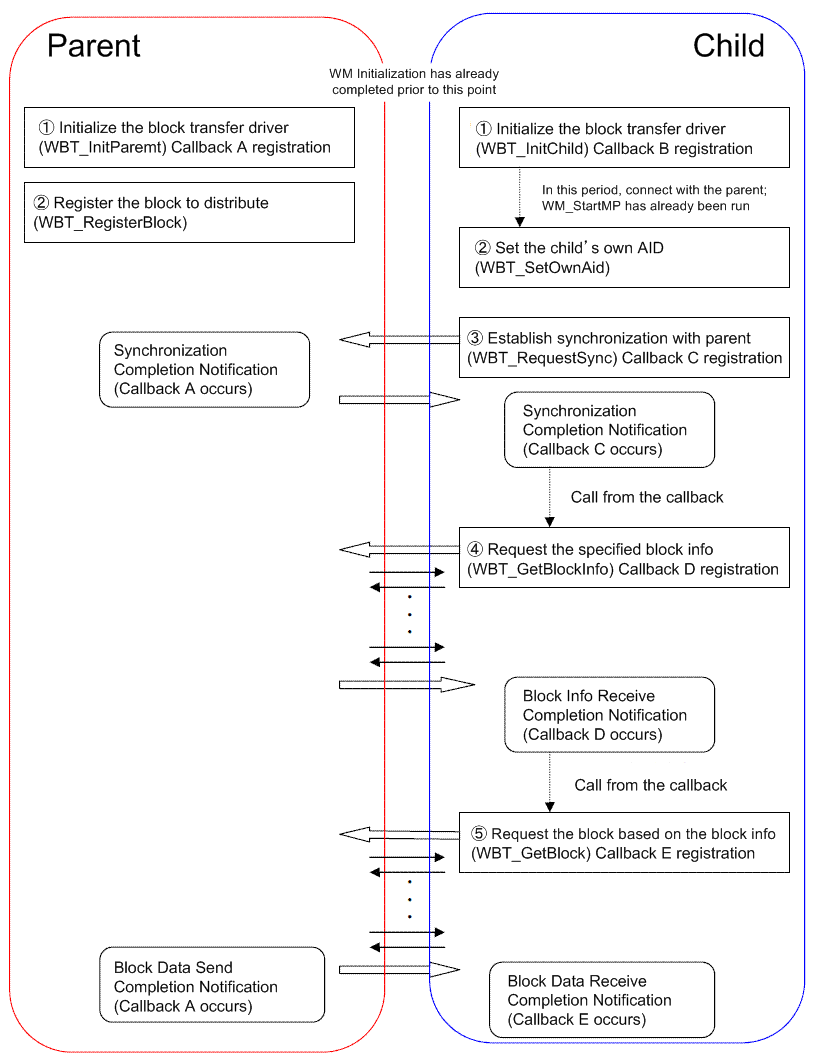 Parent
Child
WM Initialization has already
completed prior to this point
① Initialize the block transfer driver
(WBT_InitParemt) Callback A registration
② Register the block to distribute
(WBT_RegisterBlock)
① Initialize the block transfer driver
(WBT_InitChild) Callback B registration
In this period, connect with the parent;
WM_StartMP has already been run
② Set the child's own AID
(WBT_SetOwnAid)
③ Establish synchronization with parent
(WBT_RequestSync) Callback C registration
Synchronization
Completion Notification
(Callback A occurs)
Synchronization
Completion Notification
(Callback C occurs)
Call from the callback
④ Request the specified block info
(WBT_GetBlockInfo) Callback D registration
Block Info Receive
Completion Notification
(Callback D occurs)
Call from the callback
⑤ Request the block based on the block info
(WBT_GetBlock) Callback E registration
Block Data Send
Completion Notification
(Callback A occurs)
Block Data Receive
Completion Notification
(Callback E occurs)